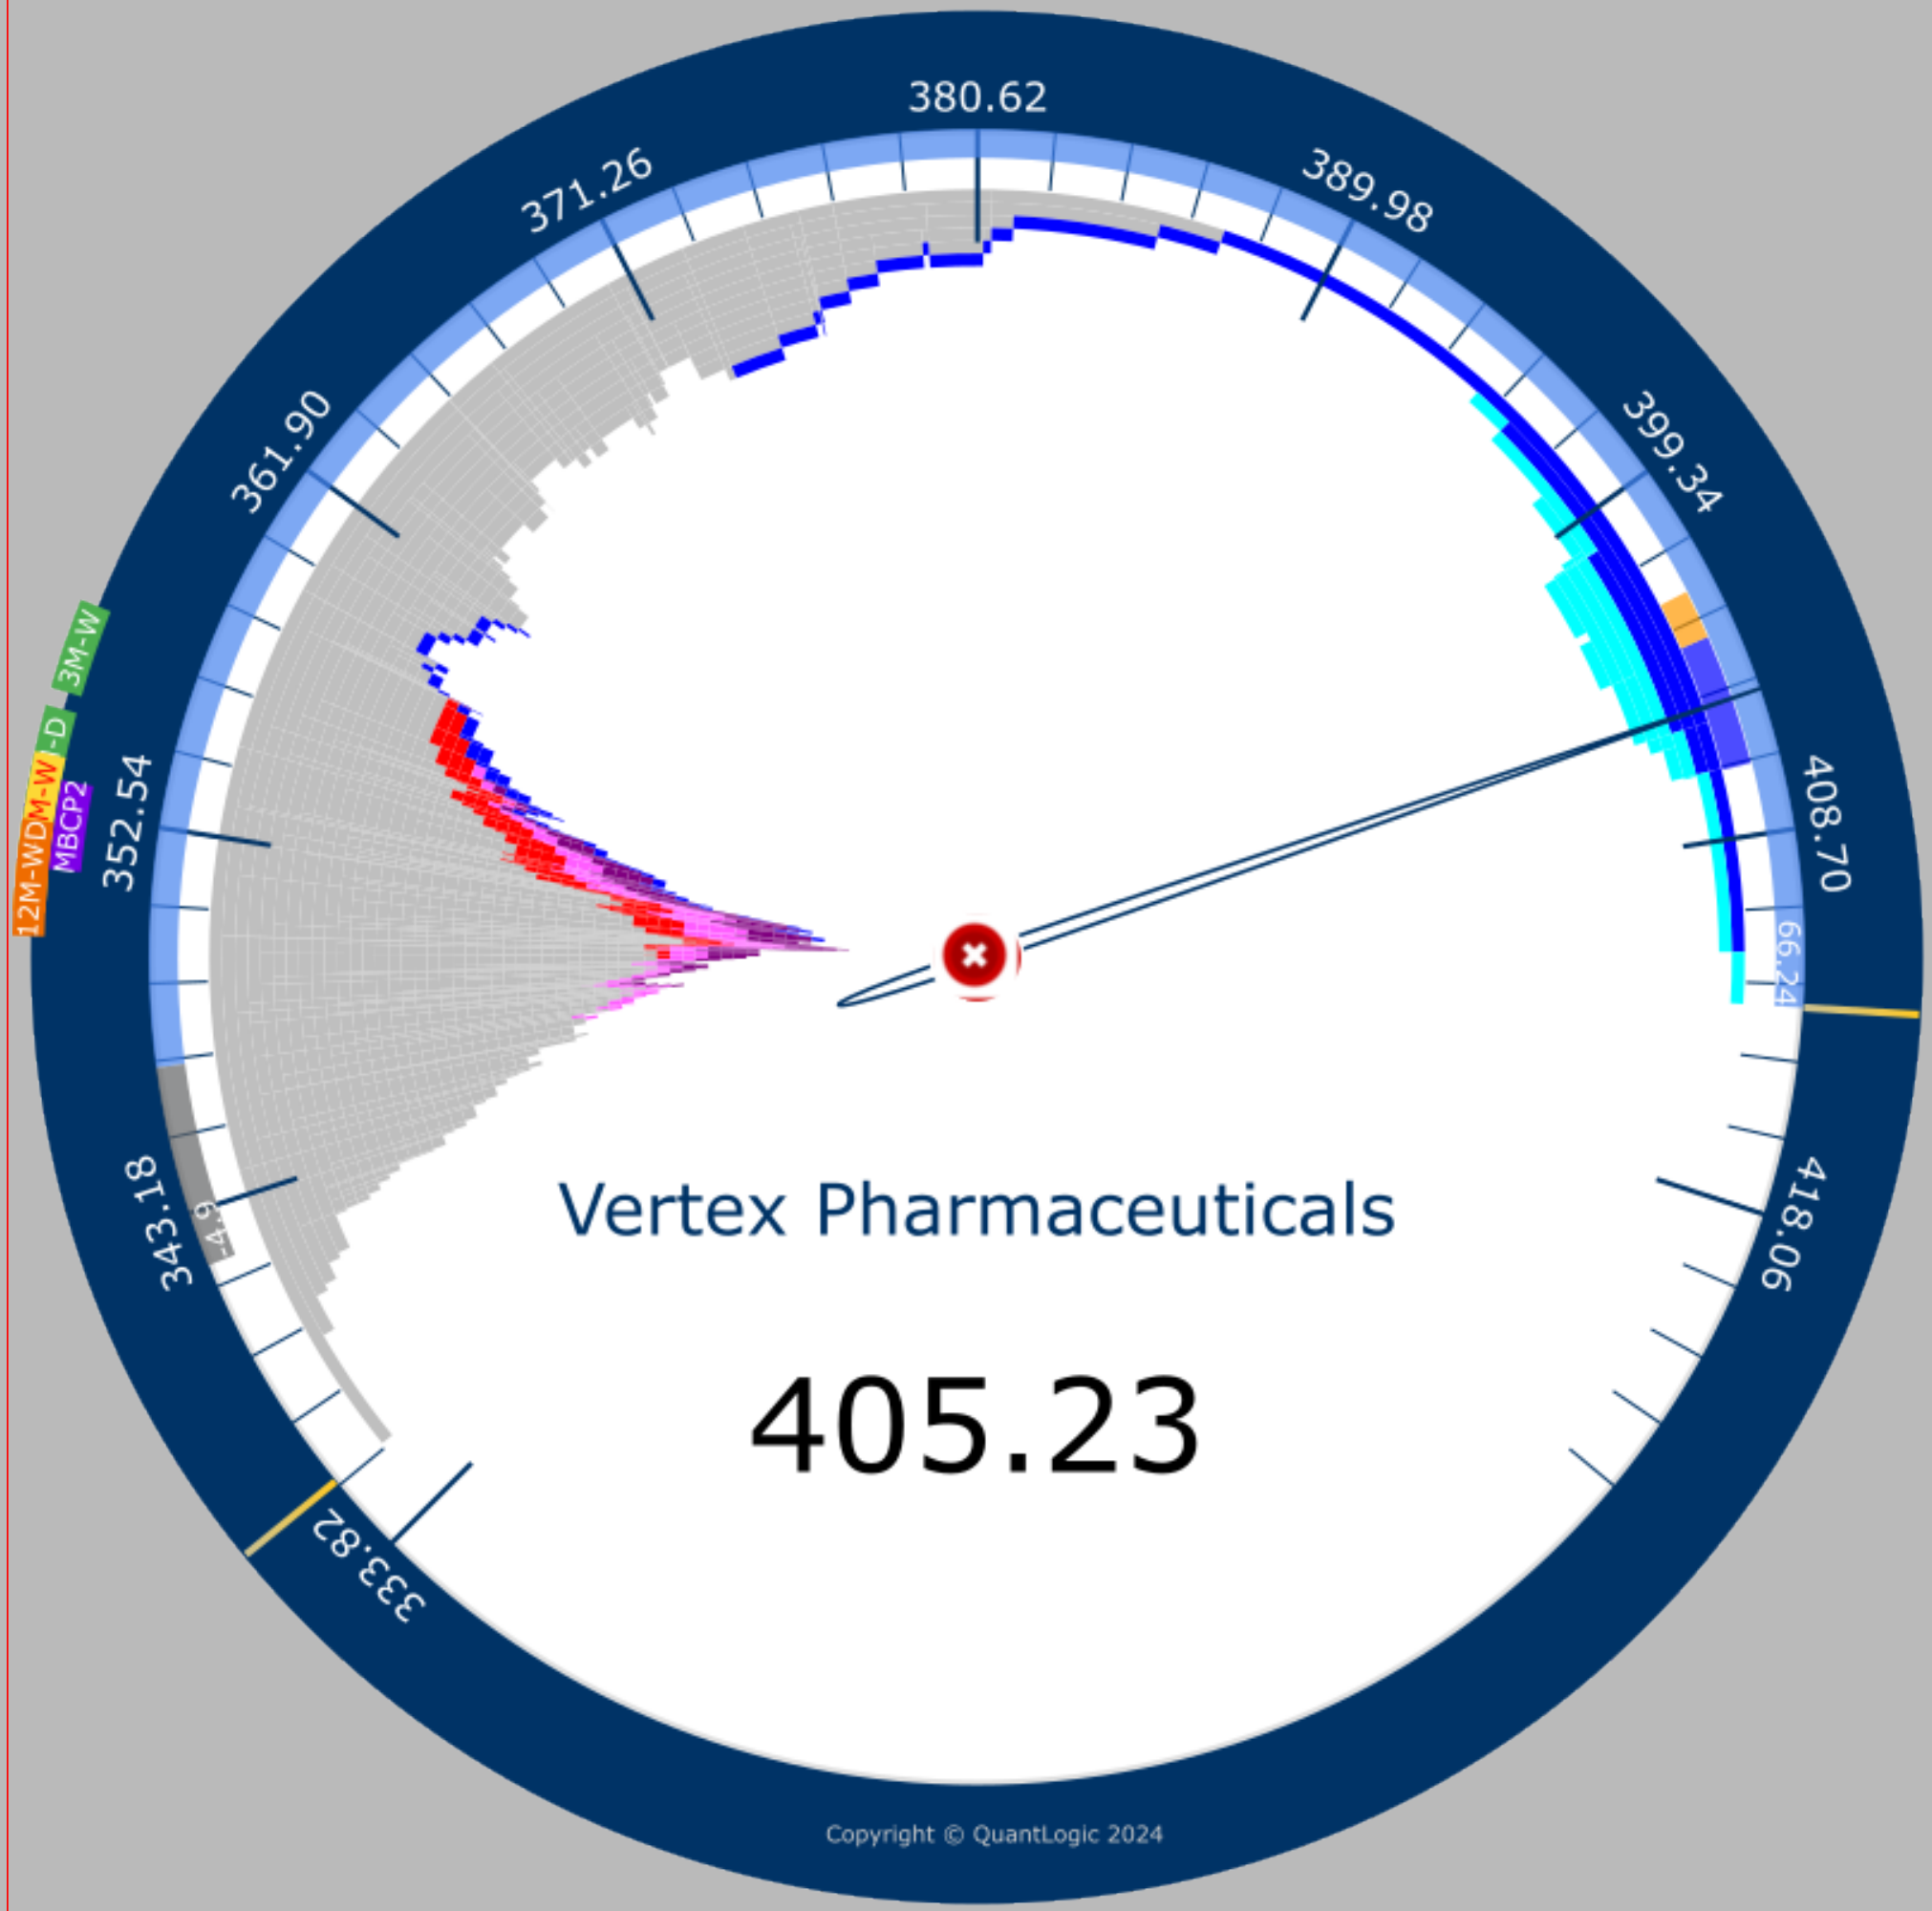 380.62
371.26
389.98
361.90
399.34
3M-W
-D
M-W
12M-WD
MBCP2
352.54
408.70
66.24
343.18
-4.9
418.06
333.82
Vertex Pharmaceuticals
405.23
Copyright © QuantLogic 2024